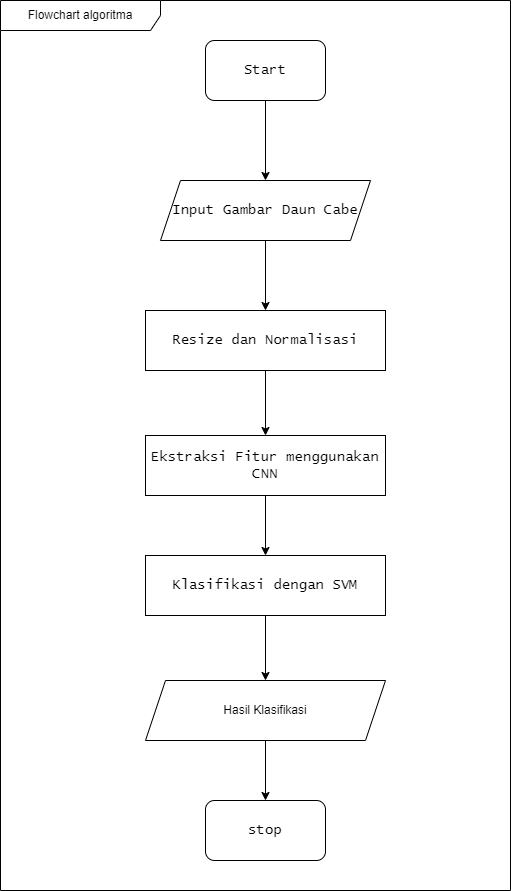 Flowchart algoritma
Start
Input Gambar Daun Cabe
Resize dan Normalisasi
Ekstraksi Fitur menggunakan
CNN
Klasifikasi dengan SVM
Hasil Klasifikasi
stop